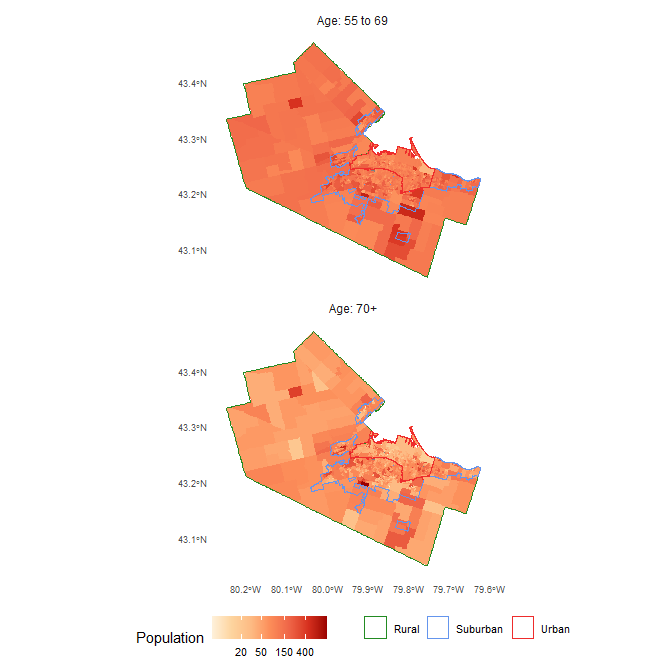 Age: 55 to 69
43.4°N
43.3°N
43.2°N
43.1°N
Age: 70+
43.4°N
43.3°N
43.2°N
43.1°N
80.2°W 80.1°W 80.0°W 79.9°W 79.8°W 79.7°W 79.6°W
Population
20 50 150 400
Rural Suburban Urban